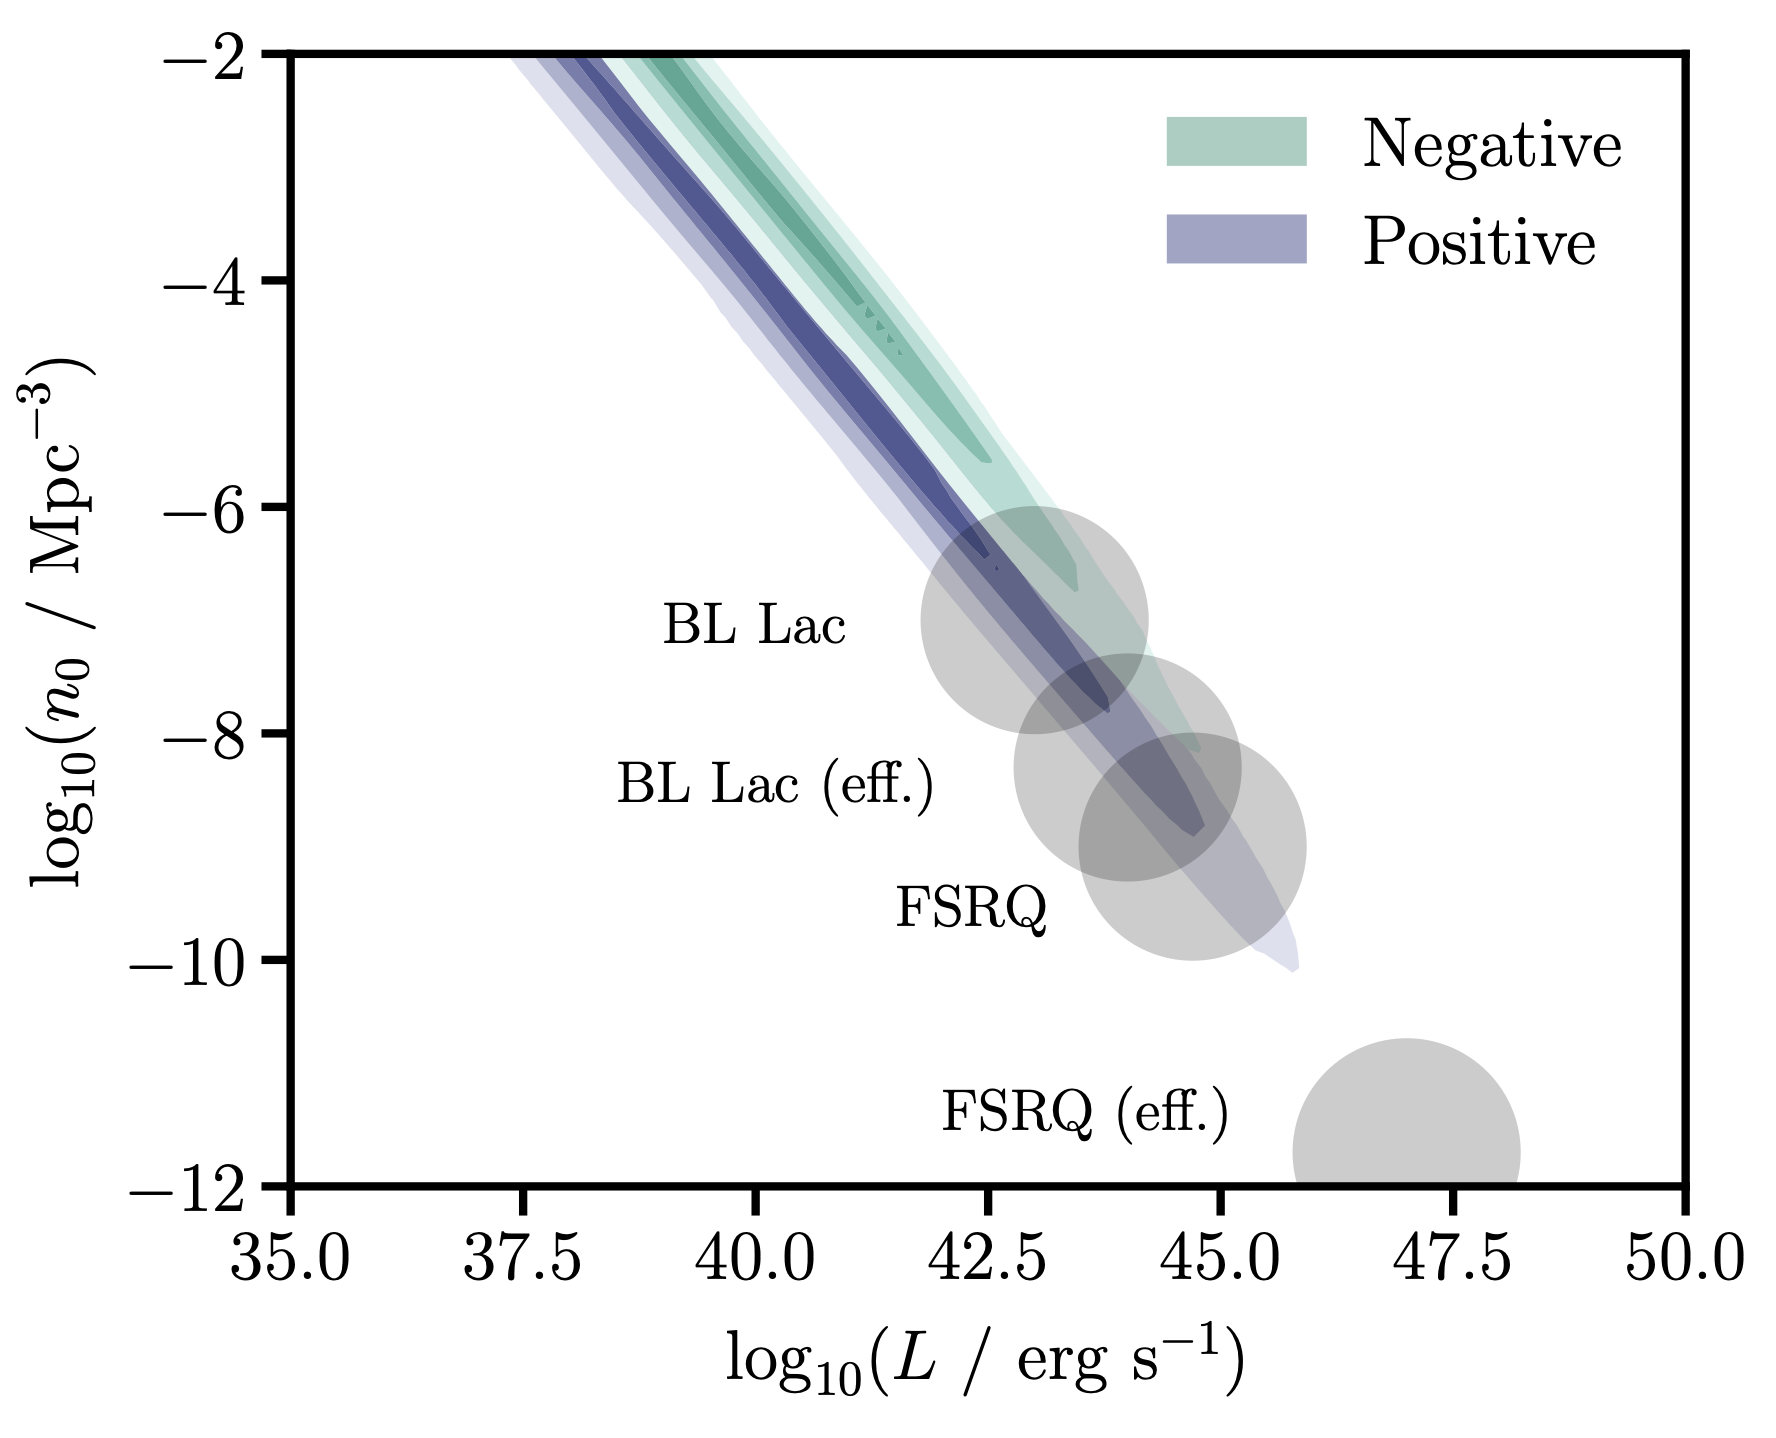 −2
−4
−6
−8
−10
−12
log₁₀(n₀ / Mpc⁻³)
Negative
Positive
BL Lac
BL Lac (eff.)
FSRQ
FSRQ (eff.)
35.0 37.5 40.0 42.5 45.0 47.5 50.0
log₁₀(L / erg s⁻¹)